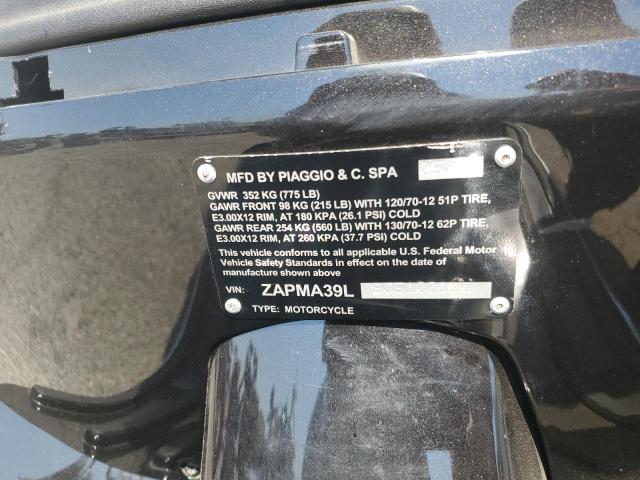 MFD BY PIAGGIO & C. SPA
GVWR 352 KG (775 LB)
GAWR FRONT 98 KG (215 LB) WITH 120/70-12 51P TIRE,
E3.00X12 RIM, AT 180 KPA (26.1 PSI) COLD
GAWR REAR 254 KG (560 LB) WITH 130/70-12 62P TIRE,
E3.00X12 RIM, AT 260 KPA (37.7 PSI) COLD
This vehicle conforms to all applicable U.S. Federal Motor
Vehicle Safety Standards in effect on the date of
manufacture shown above
VIN: ZAPMA39L
TYPE: MOTORCYCLE